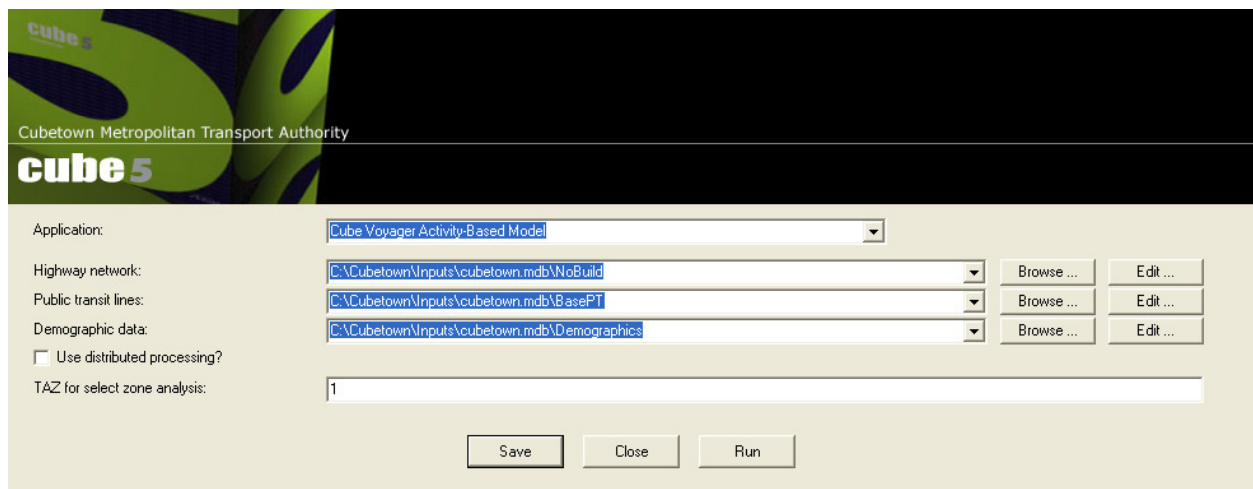 cube 5
Cubetown Metropolitan Transport Authority
cube 5
Application: Cube Voyager Activity-Based Model
Highway network: C:\Cubetown\Inputs\cubetown.mdb\NoBuild Browse ... Edit ...
Public transit lines: C:\Cubetown\Inputs\cubetown.mdb\BasePT Browse ... Edit ...
Demographic data: C:\Cubetown\Inputs\cubetown.mdb\Demographics Browse ... Edit ...
Use distributed processing?
TAZ for select zone analysis: 1
Save Close Run